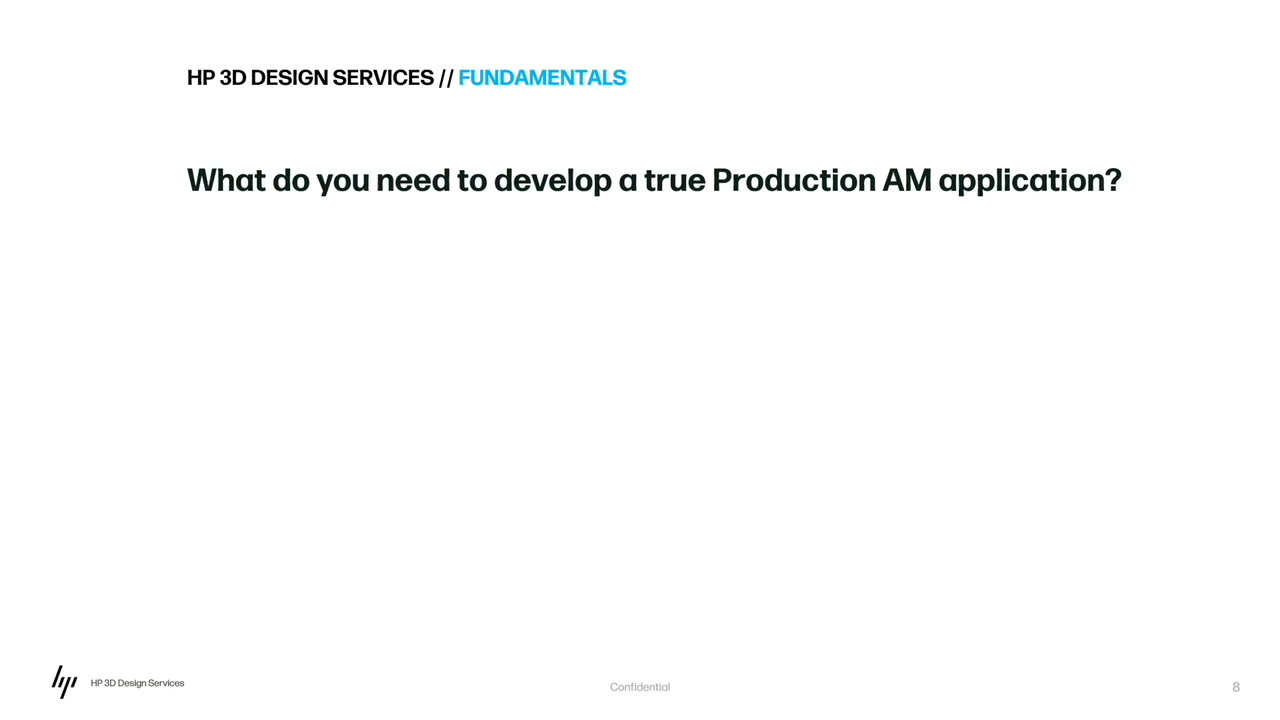 HP 3D DESIGN SERVICES // FUNDAMENTALS
What do you need to develop a true Production AM application?
hp HP 3D Design Services
Confidential
8